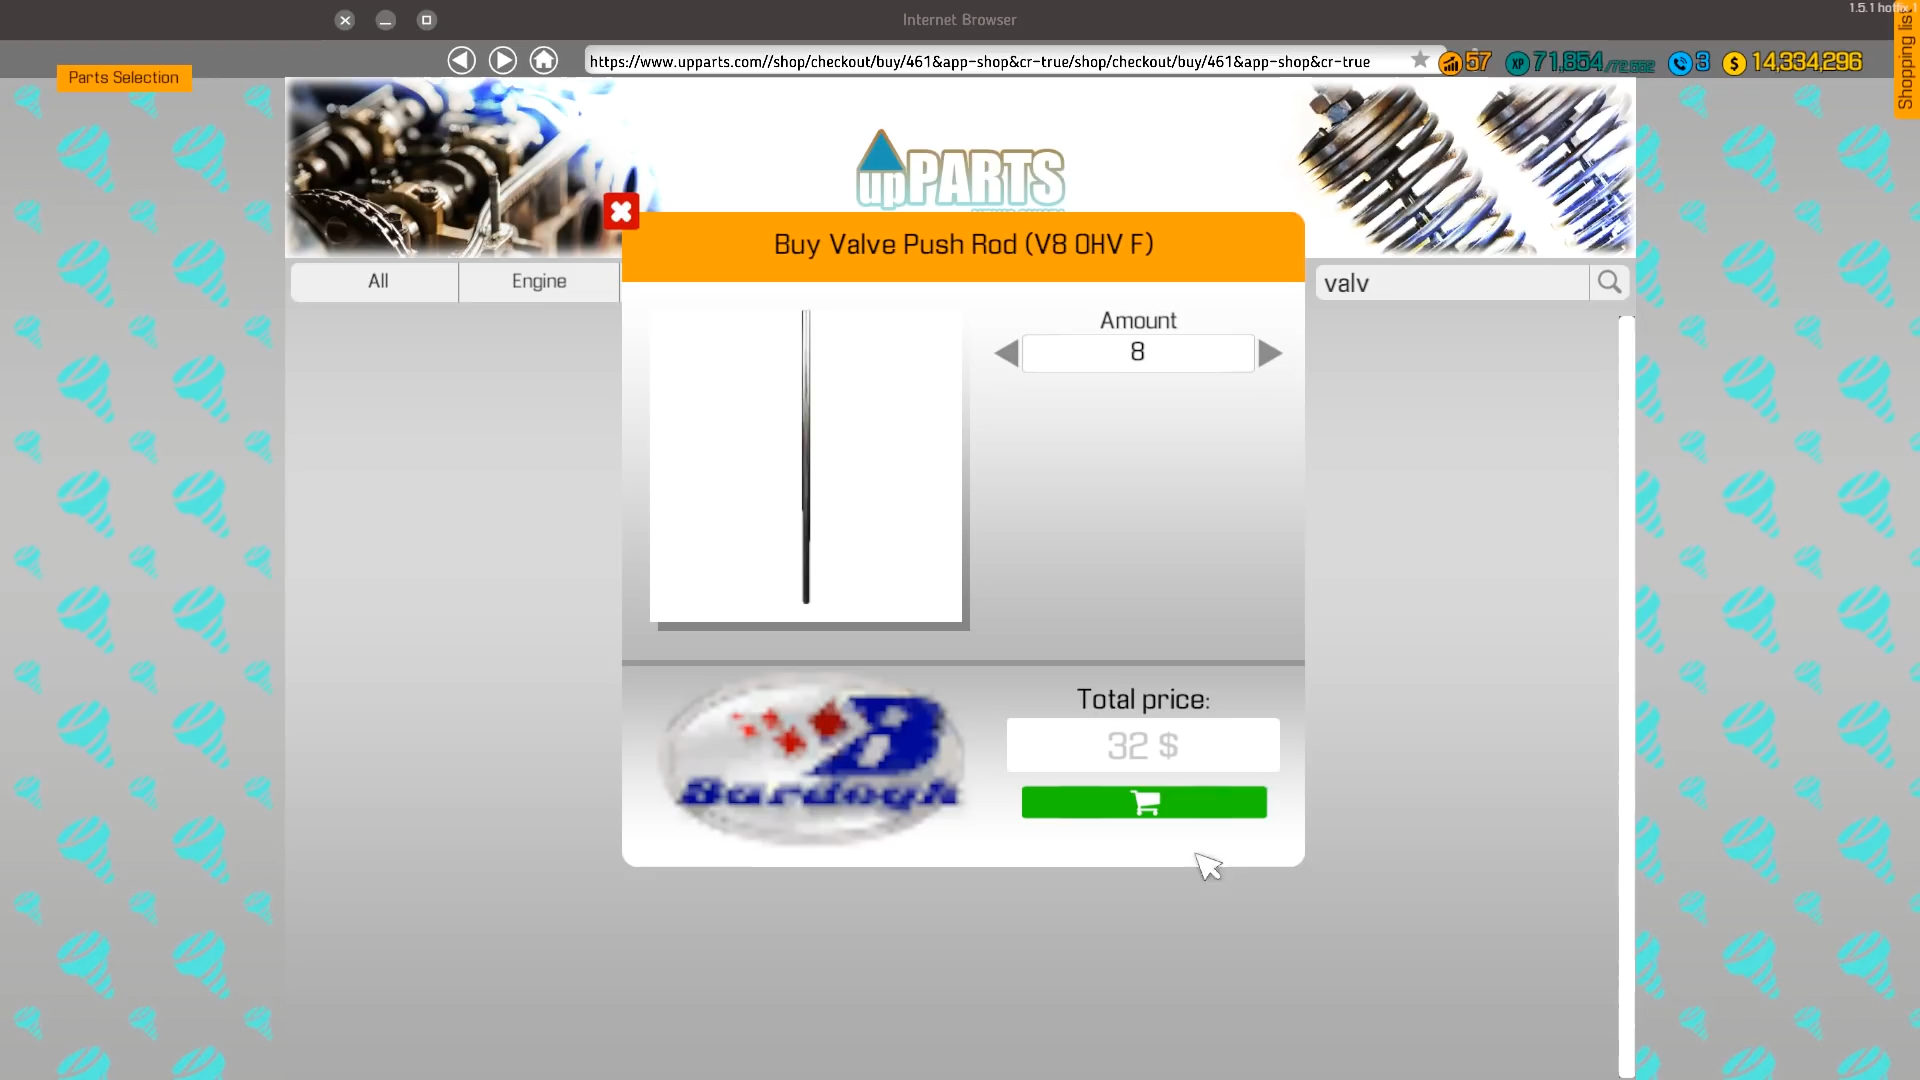 Internet Browser
1.5.1 hotfix 1
https://www.upparts.com//shop/checkout/buy/461&app-shop&cr-true/shop/checkout/buy/461&app-shop&cr-true
57
XP 71,854
3
$ 14,334,296
Shopping list
Parts Selection
upPARTS
Buy Valve Push Rod (V8 OHV F)
All
Engine
valv
Amount
8
Total price:
32 $
Bardogh